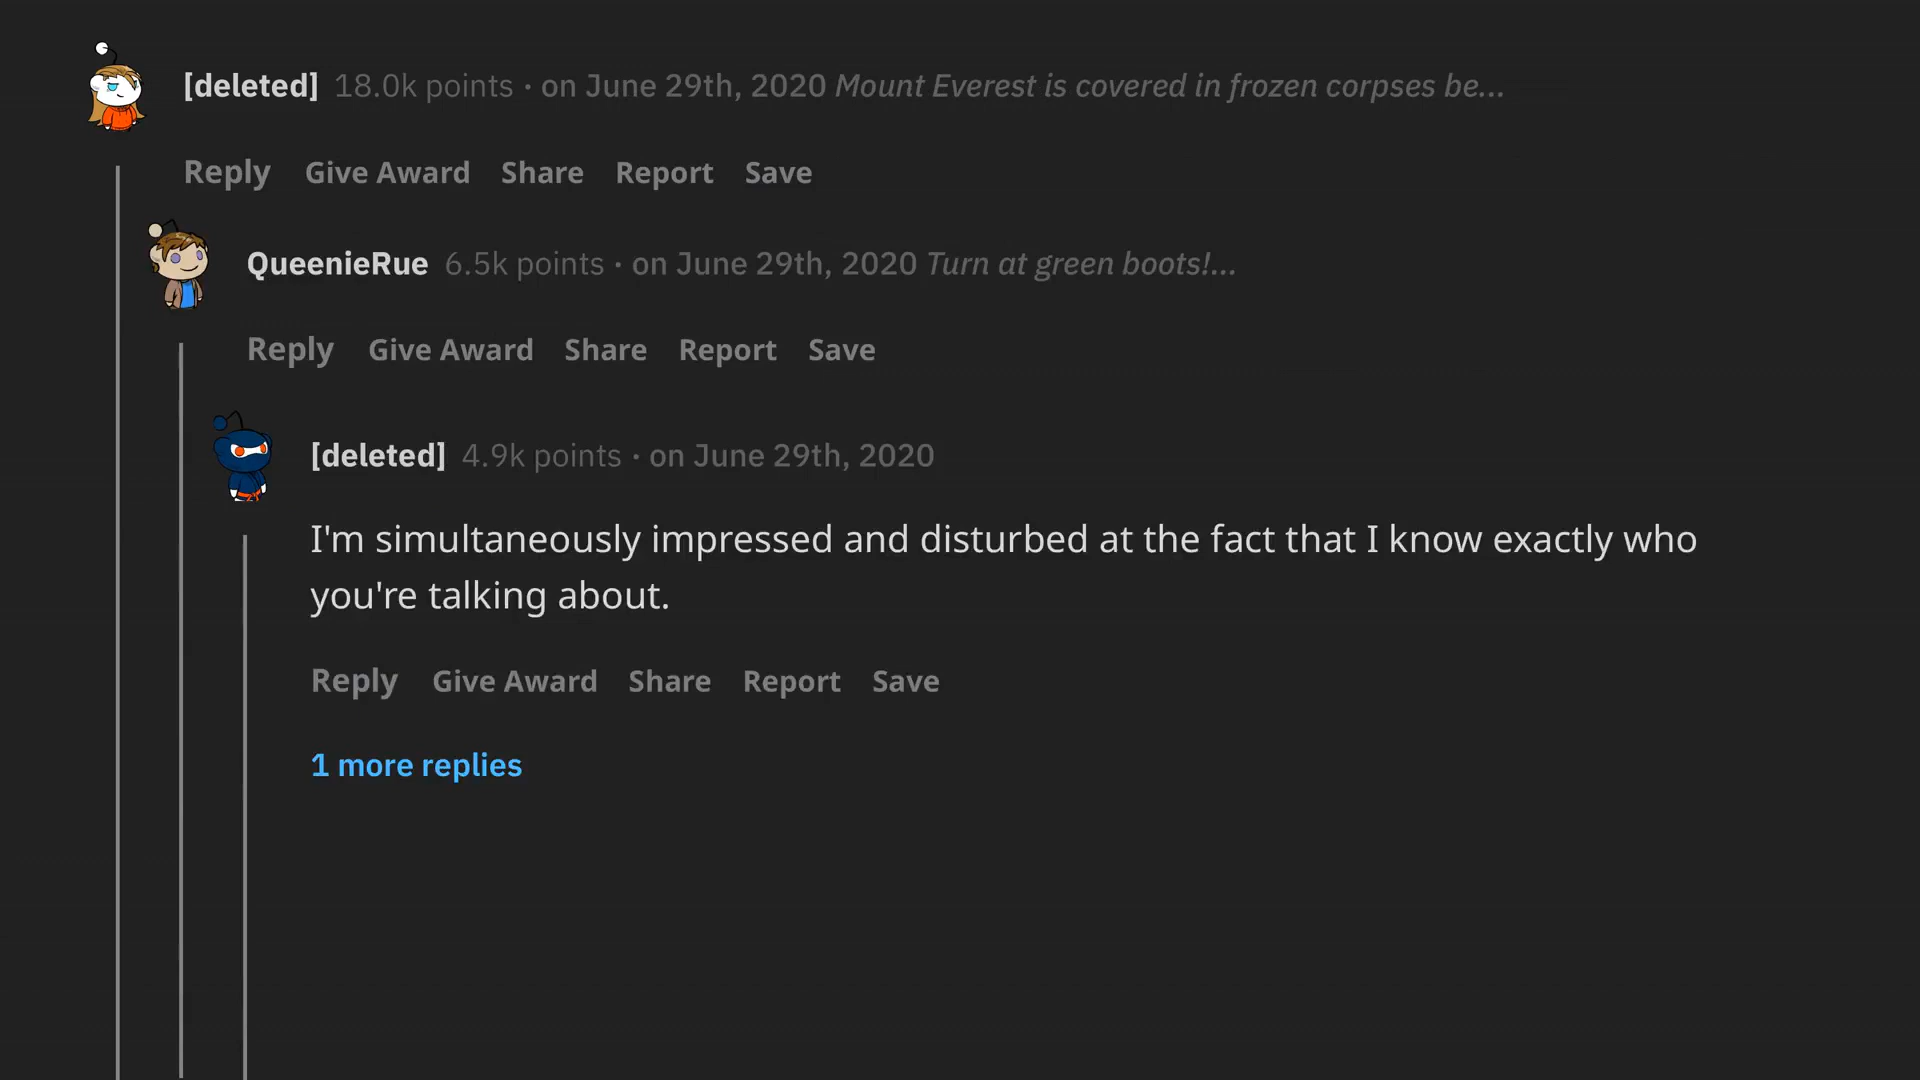 [deleted] 18.0k points · on June 29th, 2020 Mount Everest is covered in frozen corpses be...
Reply Give Award Share Report Save
QueenieRue 6.5k points · on June 29th, 2020 Turn at green boots!...
Reply Give Award Share Report Save
[deleted] 4.9k points · on June 29th, 2020
I'm simultaneously impressed and disturbed at the fact that I know exactly who
you're talking about.
Reply Give Award Share Report Save
1 more replies